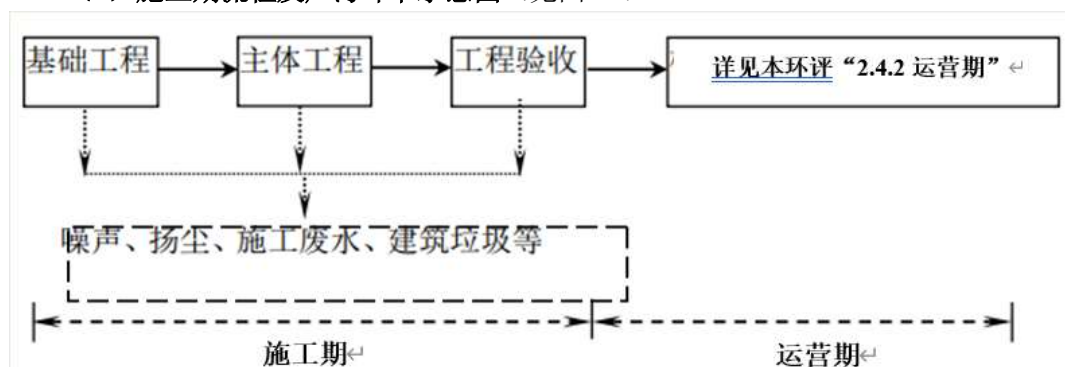 基础工程
主体工程
工程验收
详见本环评“2.4.2 运营期”
噪声、扬尘、施工废水、建筑垃圾等
施工期
运营期